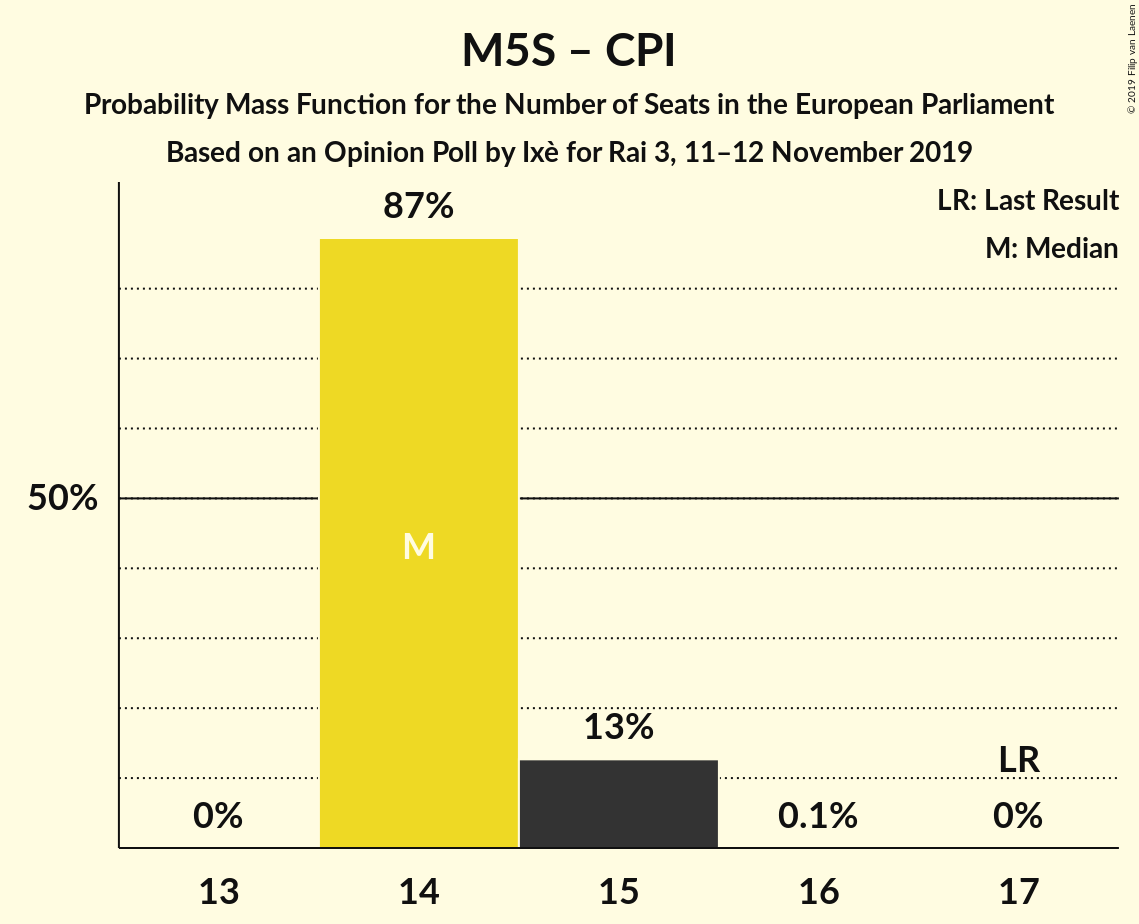 M5S – CPI
Probability Mass Function for the Number of Seats in the European Parliament
Based on an Opinion Poll by Ixè for Rai 3, 11–12 November 2019
© 2019 Filip van Laenen
LR: Last Result
M: Median
87%
50%
M
13%
LR
0%
0.1%
0%
13
14
15
16
17